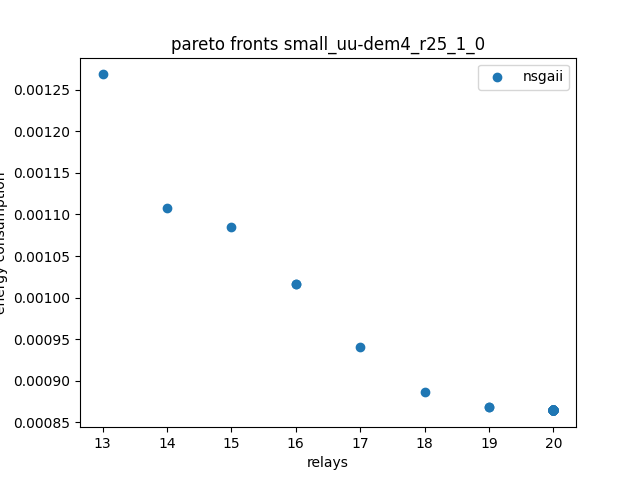 pareto fronts small_uu-dem4_r25_1_0
nsgaii
0.00125
0.00120
0.00115
0.00110
0.00105
0.00100
0.00095
0.00090
0.00085
energy consumption
13 14 15 16 17 18 19 20
relays